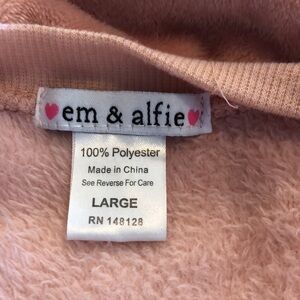 em & alfie
100% Polyester
Made in China
See Reverse For Care
LARGE
RN 148128